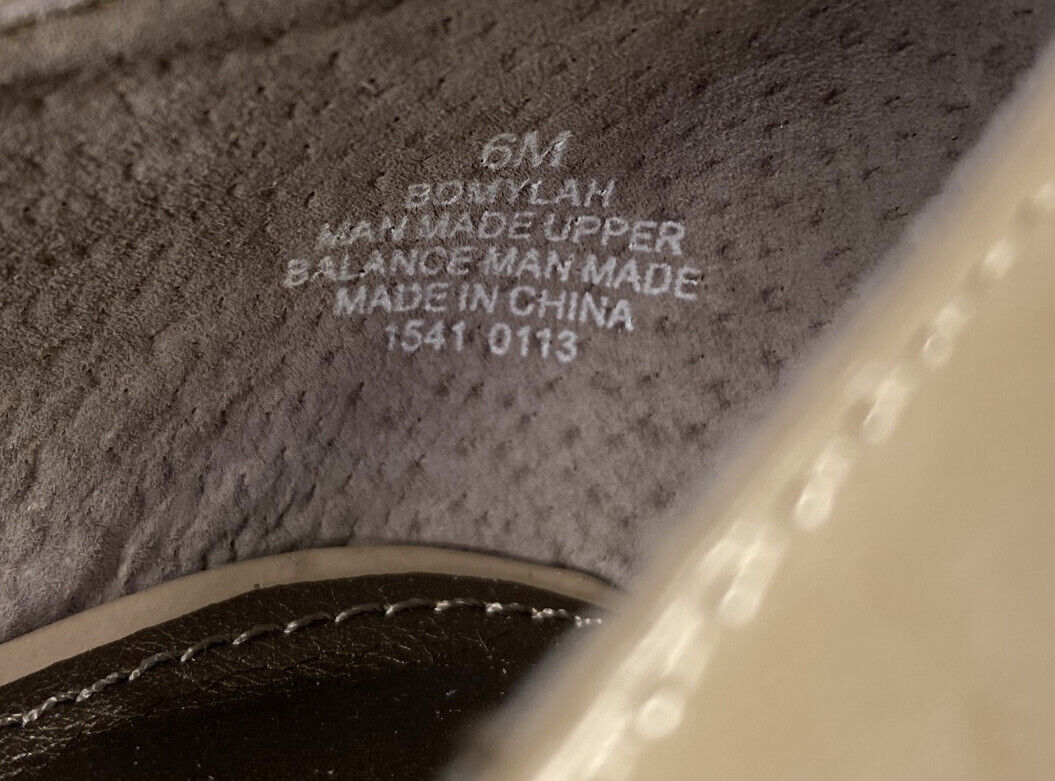 6M
BOMYLAH
MAN MADE UPPER
BALANCE MAN MADE
MADE IN CHINA
1541 0113